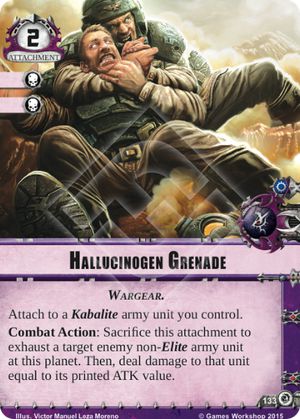 2
ATTACHMENT
HALLUCINOGEN GRENADE
WARGEAR.
Attach to a Kabalite army unit you control.
Combat Action: Sacrifice this attachment to
exhaust a target enemy non-Elite army unit
at this planet. Then, deal damage to that unit
equal to its printed ATK value.
133
Illus. Victor Manuel Leza Moreno
© Games Workshop 2015